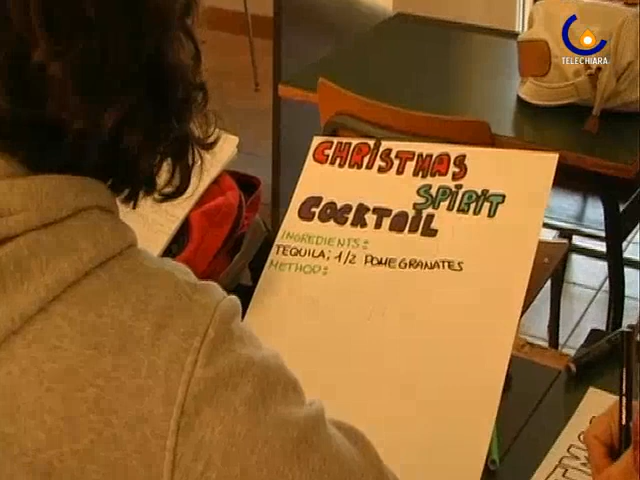 TELECHIARA
CHRISTMAS
SPIRIT
COCKTAIL
INGREDIENTS:
TEQUILA; 1/2 POMEGRANATES
METHOD: